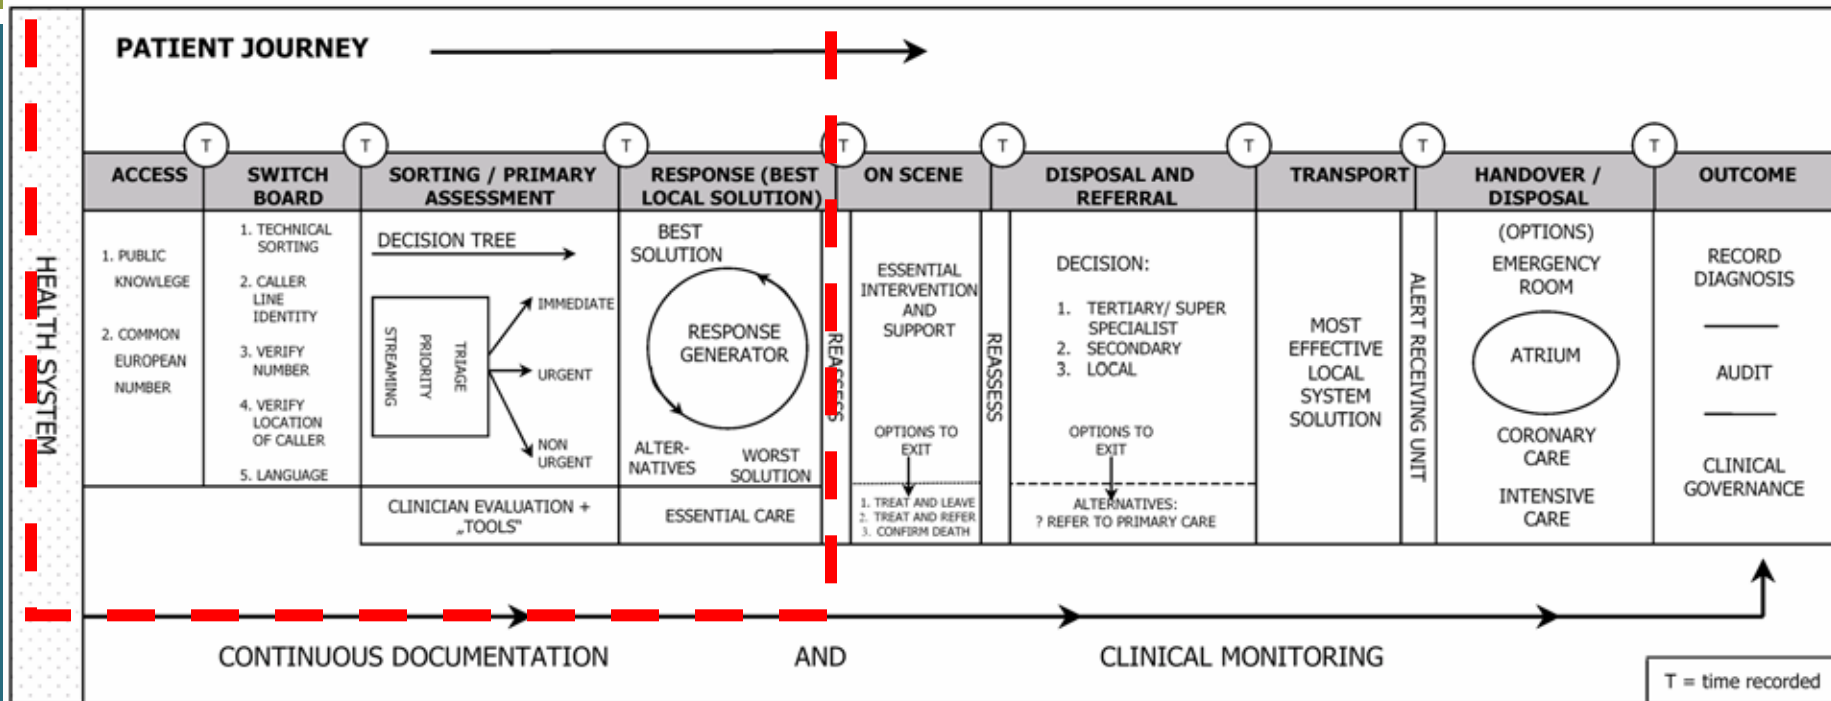 PATIENT JOURNEY
T
T
T
T
T
T
T
T
HEALTH SYSTEM
ACCESS
1. PUBLIC
KNOWLEGE
2. COMMON
EUROPEAN
NUMBER
SWITCH
BOARD
1. TECHNICAL
SORTING
2. CALLER
LINE
IDENTITY
3. VERIFY
NUMBER
4. VERIFY
LOCATION
OF CALLER
5. LANGUAGE
SORTING / PRIMARY
ASSESSMENT
DECISION TREE
TRIAGE
PRIORITY
STREAMING
IMMEDIATE
URGENT
NON
URGENT
CLINICIAN EVALUATION +
„TOOLS“
RESPONSE (BEST
LOCAL SOLUTION)
BEST
SOLUTION
RESPONSE
GENERATOR
ALTER-
NATIVES
WORST
SOLUTION
ESSENTIAL CARE
REASSESS
ON SCENE
ESSENTIAL
INTERVENTION
AND
SUPPORT
OPTIONS TO
EXIT
1. TREAT AND LEAVE
2. TREAT AND REFER
3. CONFIRM DEATH
REASSESS
DISPOSAL AND
REFERRAL
DECISION:
1. TERTIARY/ SUPER
SPECIALIST
2. SECONDARY
3. LOCAL
OPTIONS TO
EXIT
ALTERNATIVES:
? REFER TO PRIMARY CARE
TRANSPORT
MOST
EFFECTIVE
LOCAL
SYSTEM
SOLUTION
ALERT RECEIVING UNIT
HANDOVER /
DISPOSAL
(OPTIONS)
EMERGENCY
ROOM
ATRIUM
CORONARY
CARE
INTENSIVE
CARE
OUTCOME
RECORD
DIAGNOSIS
AUDIT
CLINICAL
GOVERNANCE
CONTINUOUS DOCUMENTATION AND CLINICAL MONITORING
T = time recorded